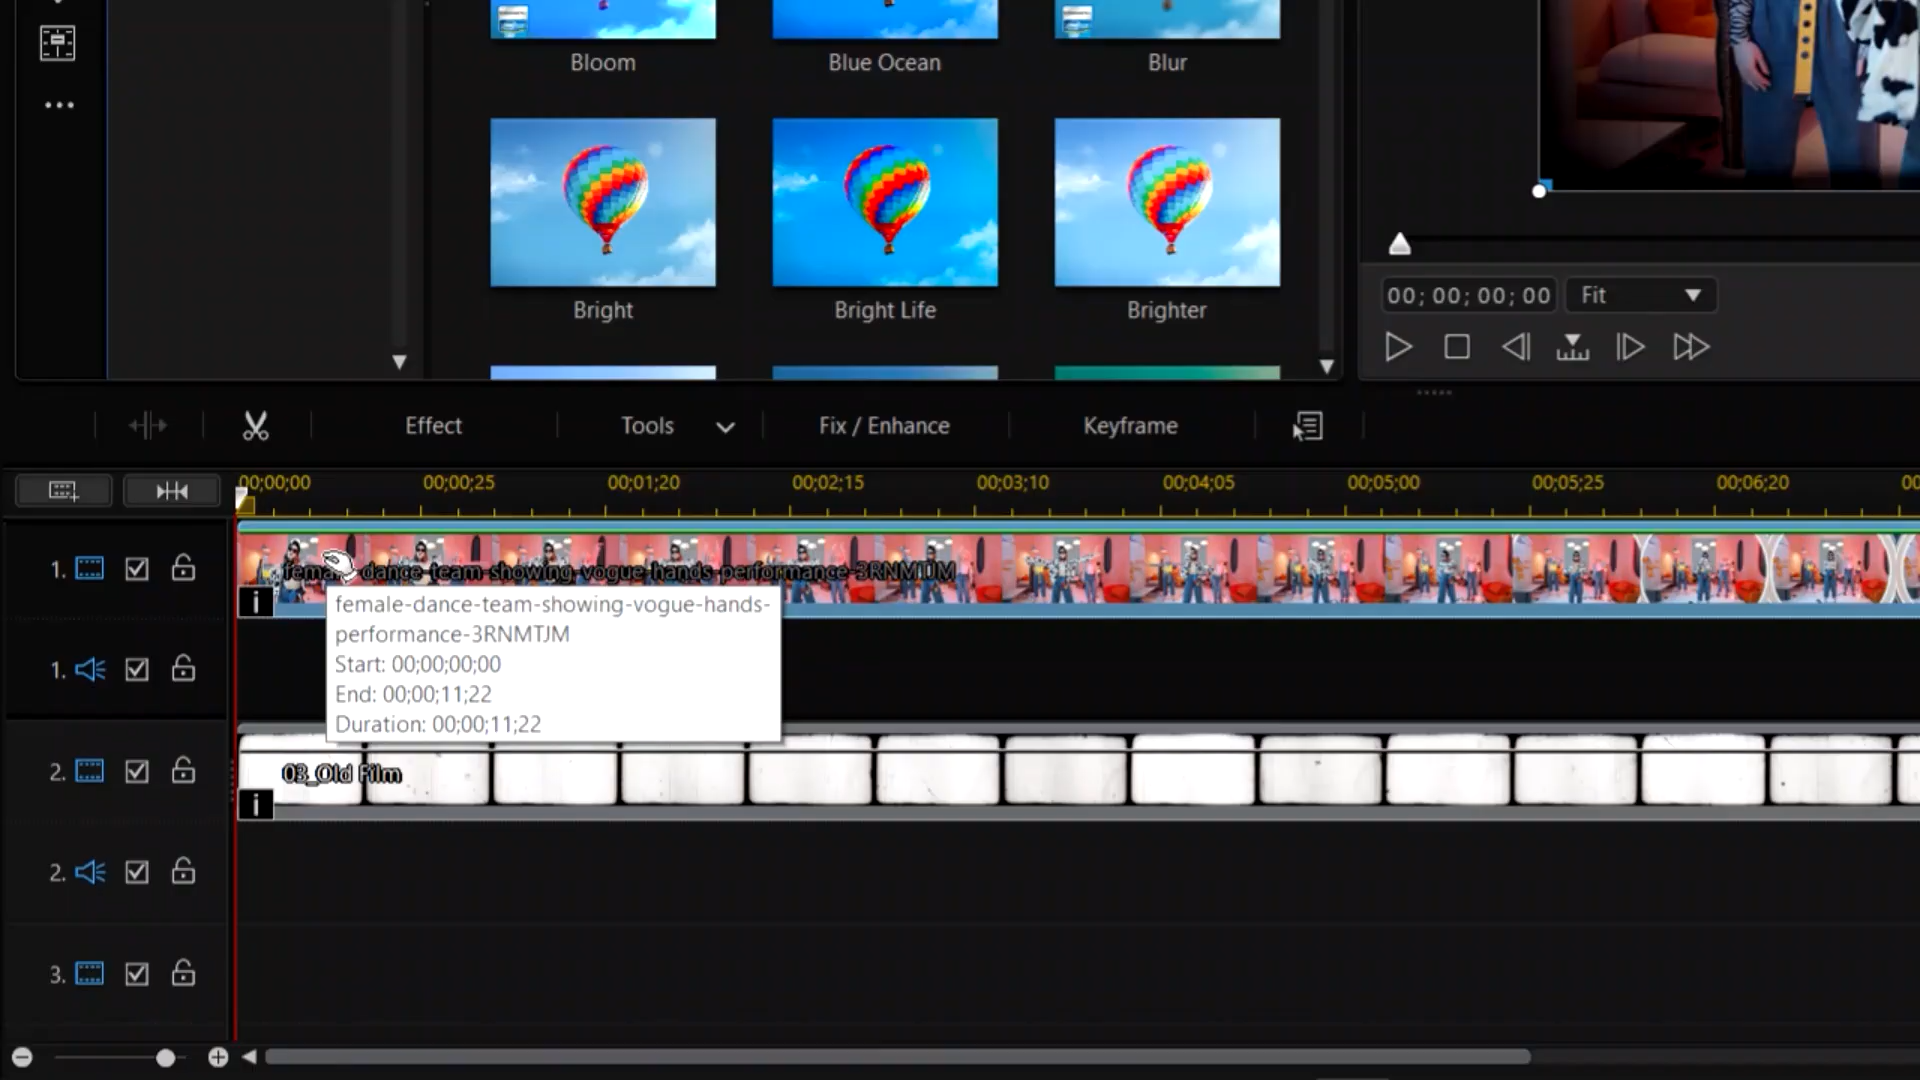 Bloom
Blue Ocean
Blur
Bright
Bright Life
Brighter
00; 00; 00; 00
Fit
Effect
Tools
Fix / Enhance
Keyframe
00;00;00
00;00;25
00;01;20
00;02;15
00;03;10
00;04;05
00;05;00
00;05;25
00;06;20
00
1.
female-dance-team-showing-vogue-hands-performance-3RNMTJM
i
female-dance-team-showing-vogue-hands-
performance-3RNMTJM
Start: 00;00;00;00
End: 00;00;11;22
Duration: 00;00;11;22
1.
2.
03_Old Film
i
2.
3.